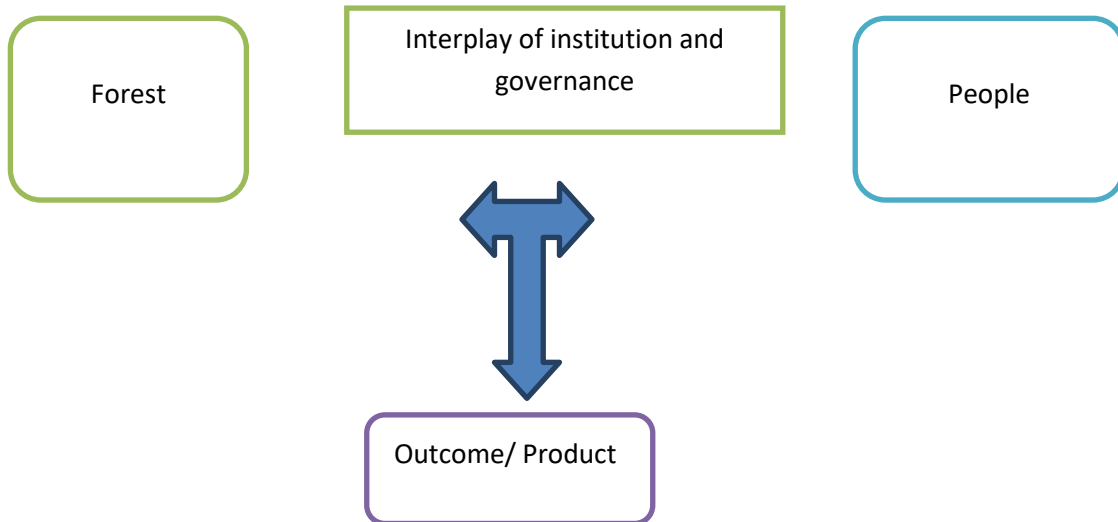 Forest
Interplay of institution and
governance
People
Outcome/ Product